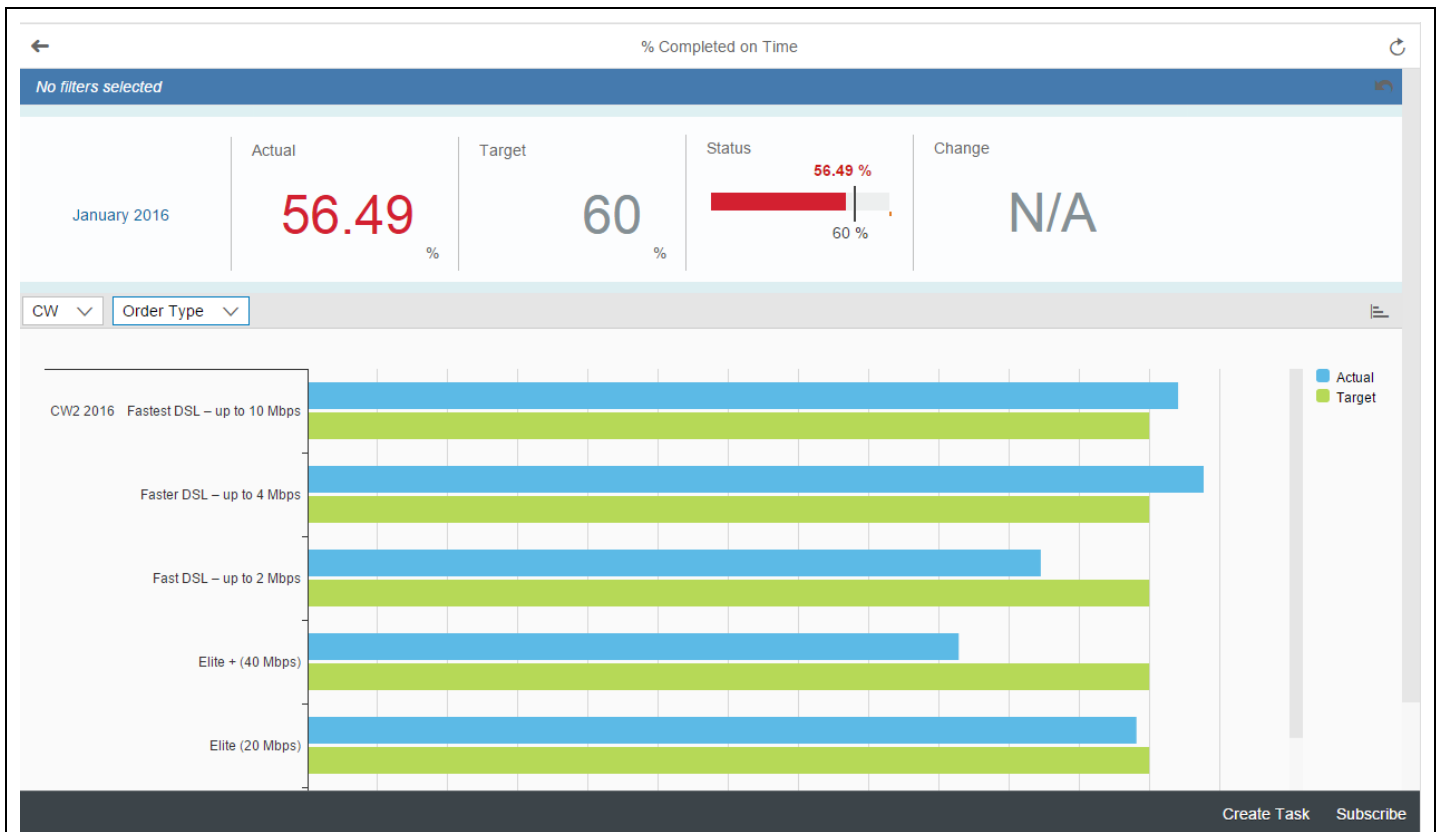 % Completed on Time
No filters selected
January 2016
Actual
56.49
%
Target
60
%
Status
56.49 %
60 %
Change
N/A
CW
Order Type
CW2 2016 Fastest DSL – up to 10 Mbps
Faster DSL – up to 4 Mbps
Fast DSL – up to 2 Mbps
Elite + (40 Mbps)
Elite (20 Mbps)
Actual
Target
Create Task Subscribe